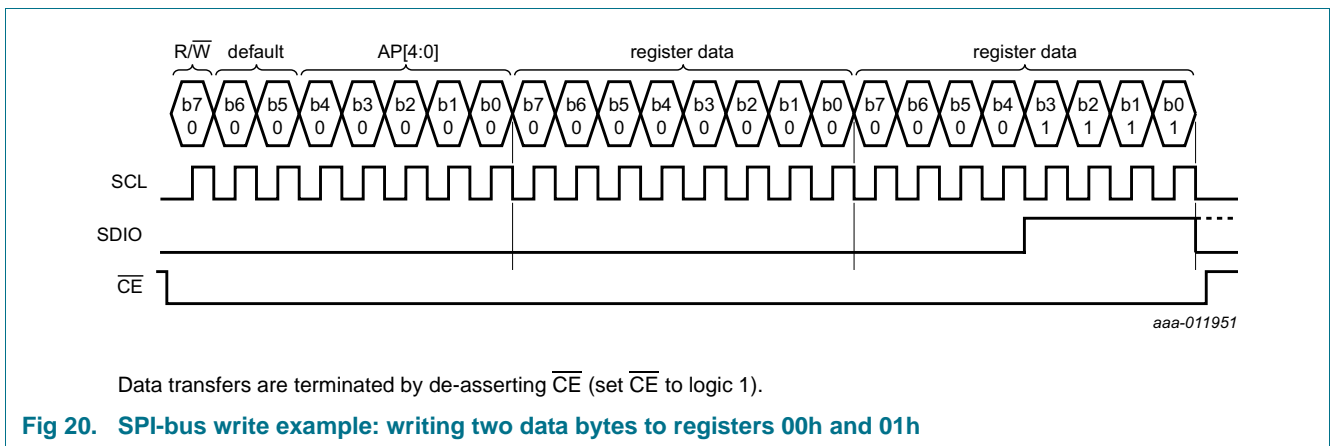 R/W̅ default AP[4:0] register data register data
b7 b6 b5 b4 b3 b2 b1 b0 b7 b6 b5 b4 b3 b2 b1 b0 b7 b6 b5 b4 b3 b2 b1 b0
0 0 0 0 0 0 0 0 0 0 0 0 0 0 0 0 0 0 0 0 1 1 1 1
SCL
SDIO
C̅E̅
aaa-011951
Data transfers are terminated by de-asserting C̅E̅ (set C̅E̅ to logic 1).
Fig 20. SPI-bus write example: writing two data bytes to registers 00h and 01h